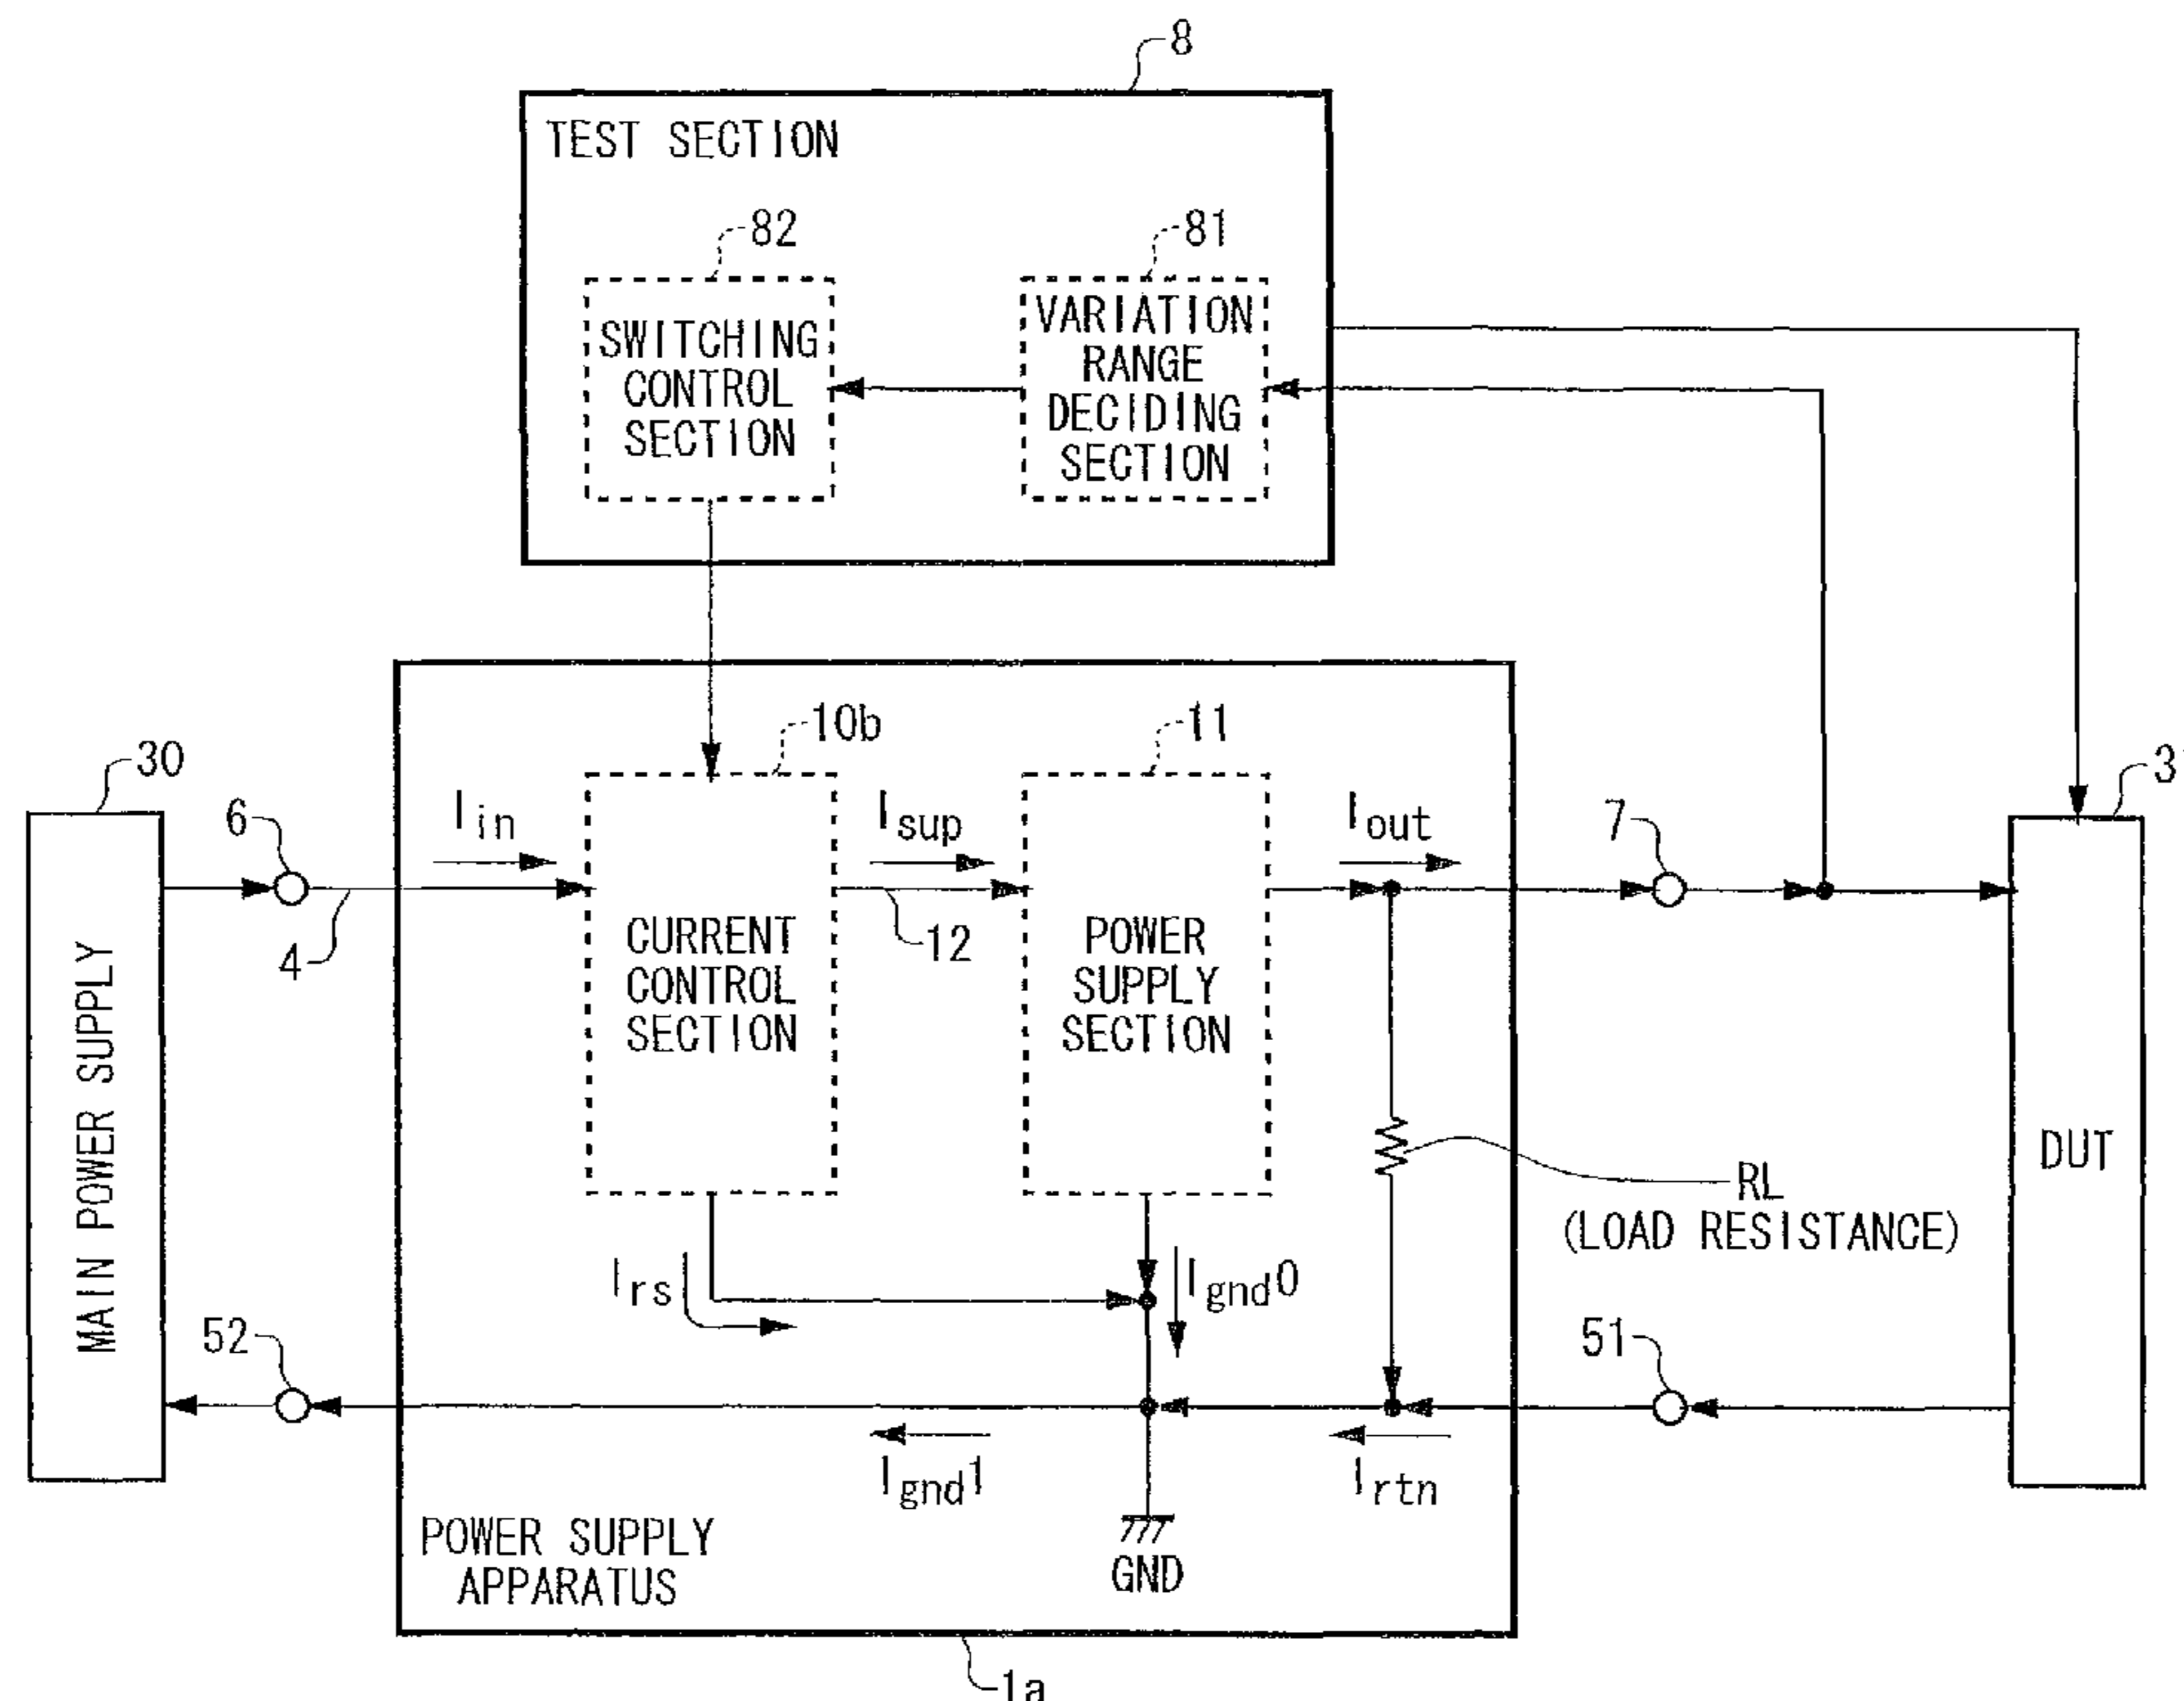 8
TEST SECTION
82
81
SWITCHING
CONTROL
SECTION
VARIATION
RANGE
DECIDING
SECTION
30
6
4
10b
11
7
3
Iin
Isup
Iout
12
MAIN POWER SUPPLY
CURRENT
CONTROL
SECTION
POWER
SUPPLY
SECTION
DUT
RL
(LOAD RESISTANCE)
Irs
Ignd0
52
51
Ignd1
Irtn
POWER SUPPLY
APPARATUS
GND
1a